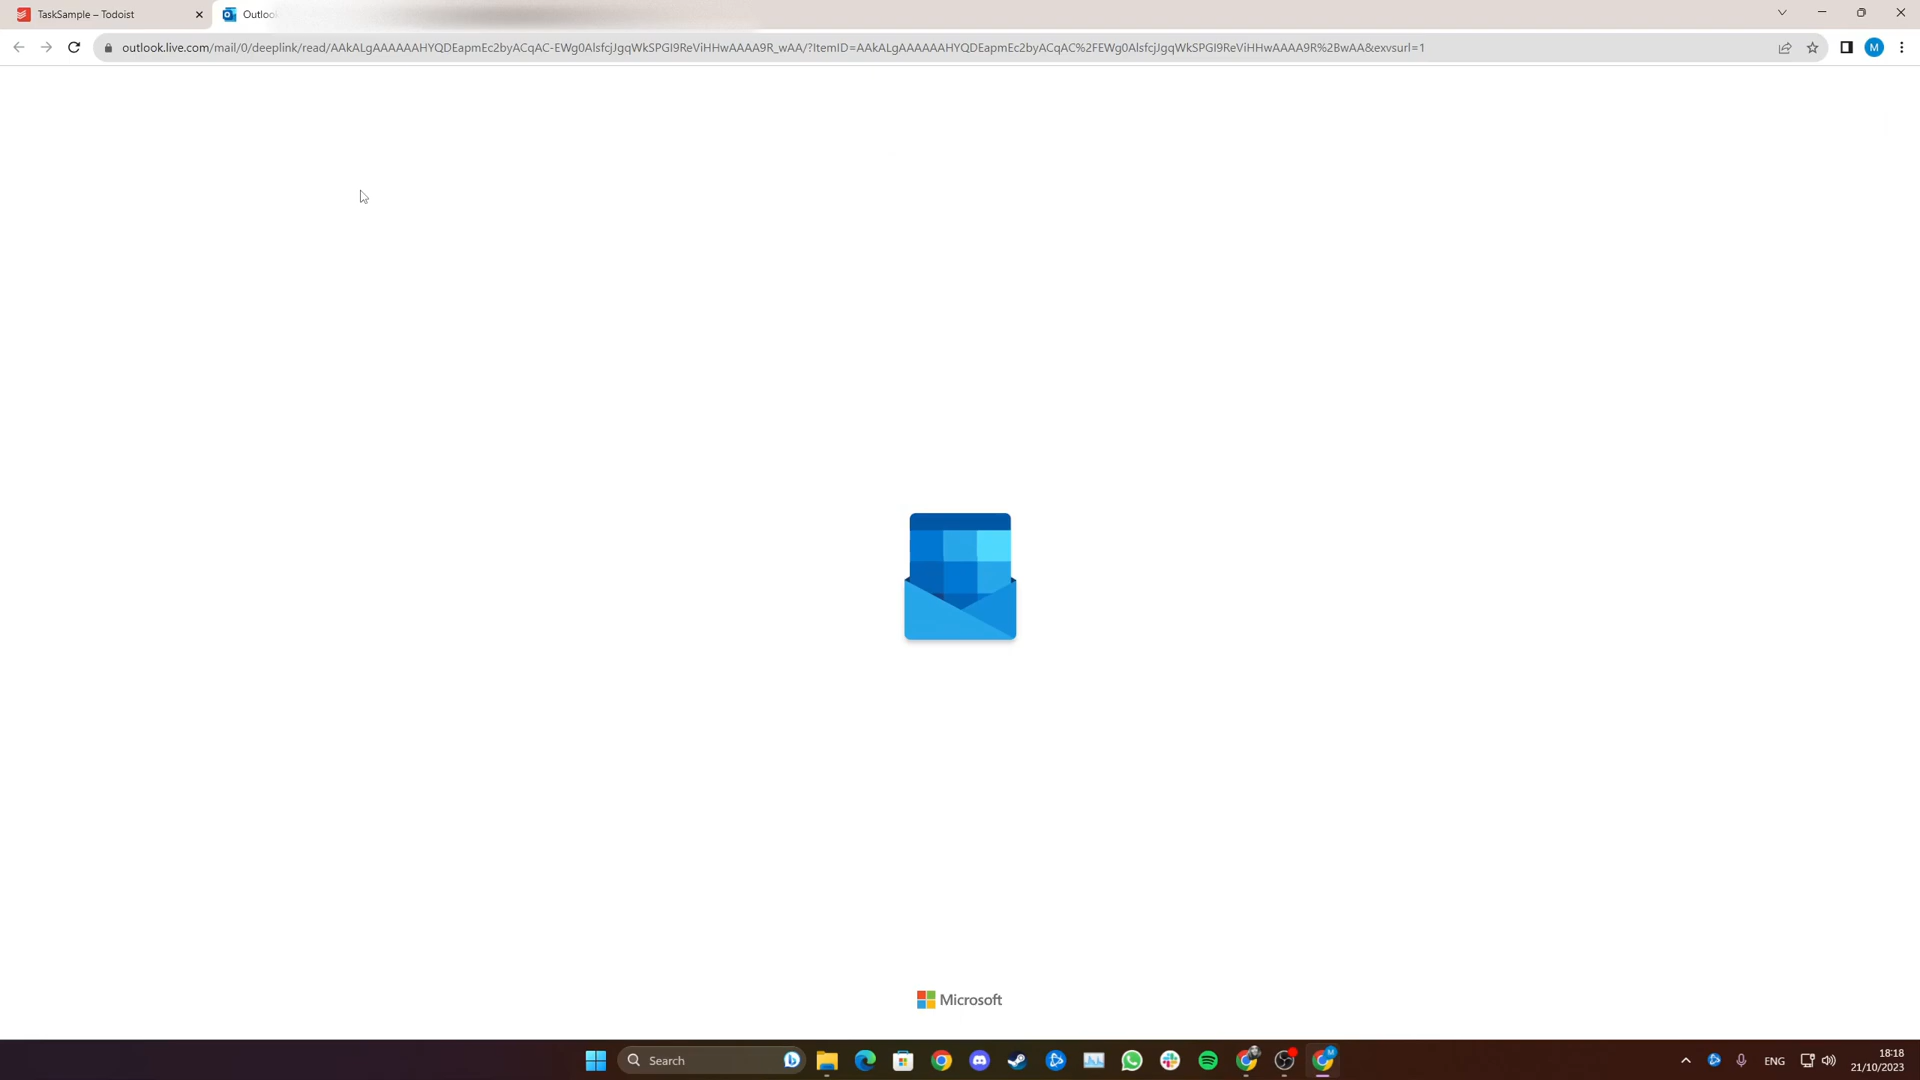 TaskSample – Todoist
Outlook
outlook.live.com/mail/0/deeplink/read/AAkALgAAAAAAHYQDEapmEc2byACqAC-EWg0AlsfcjJgqWkSPGI9ReViHHwAAAA9R_wAA/?ItemID=AAkALgAAAAAAHYQDEapmEc2byACqAC%2FEWg0AlsfcjJgqWkSPGI9ReViHHwAAAA9R%2BwAA&exvsurl=1
M
Microsoft
Search
ENG
18:18
21/10/2023